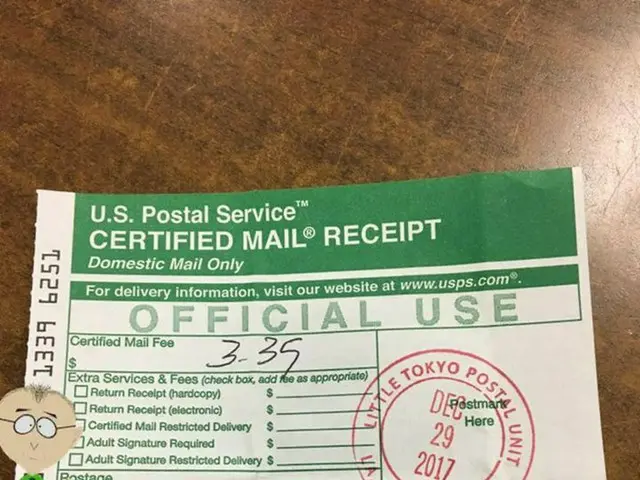 U.S. Postal Service™
CERTIFIED MAIL® RECEIPT
Domestic Mail Only
For delivery information, visit our website at www.usps.com®.
OFFICIAL USE
Certified Mail Fee
$ 3.35
Extra Services & Fees (check box, add fee as appropriate)
Return Receipt (hardcopy) $
Return Receipt (electronic) $
Certified Mail Restricted Delivery $
Adult Signature Required $
Adult Signature Restricted Delivery $
Postage
1339 6251
LITTLE TOKYO POSTAL UNIT
Postmark
Here
DEC
29
2017